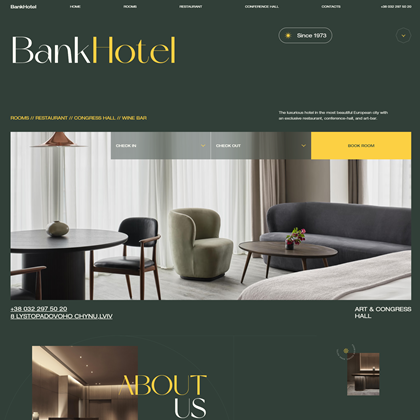 BankHotel
HOME
ROOMS
RESTAURANT
CONFERENCE HALL
CONTACTS
+38 032 297 50 20
BankHotel
Since 1973
The luxurious hotel in the most beautiful European city with
an exclusive restaurant, conference-hall, and art-bar.
ROOMS // RESTAURANT // CONGRESS HALL // WINE BAR
CHECK IN
CHECK OUT
BOOK ROOM
+38 032 297 50 20
8 LYSTOPADOVOHO CHYNU,LVIV
ART & CONGRESS
HALL
ABOUT
US